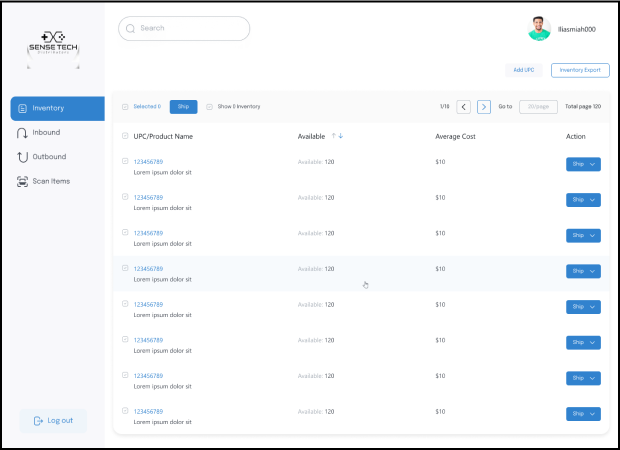 SENSE TECH
Search
Iliasmiah000
Add UPC
Inventory Export
Inventory
Inbound
Outbound
Scan Items
Log out
Selected 0
Ship
Show 0 Inventory
1/16
Go to
20/page
Total page 120
UPC/Product Name
Available
Average Cost
Action
123456789
Lorem ipsum dolor sit
Available: 120
$10
Ship
123456789
Lorem ipsum dolor sit
Available: 120
$10
Ship
123456789
Lorem ipsum dolor sit
Available: 120
$10
Ship
123456789
Lorem ipsum dolor sit
Available: 120
$10
Ship
123456789
Lorem ipsum dolor sit
Available: 120
$10
Ship
123456789
Lorem ipsum dolor sit
Available: 120
$10
Ship
123456789
Lorem ipsum dolor sit
Available: 120
$10
Ship
123456789
Lorem ipsum dolor sit
Available: 120
$10
Ship